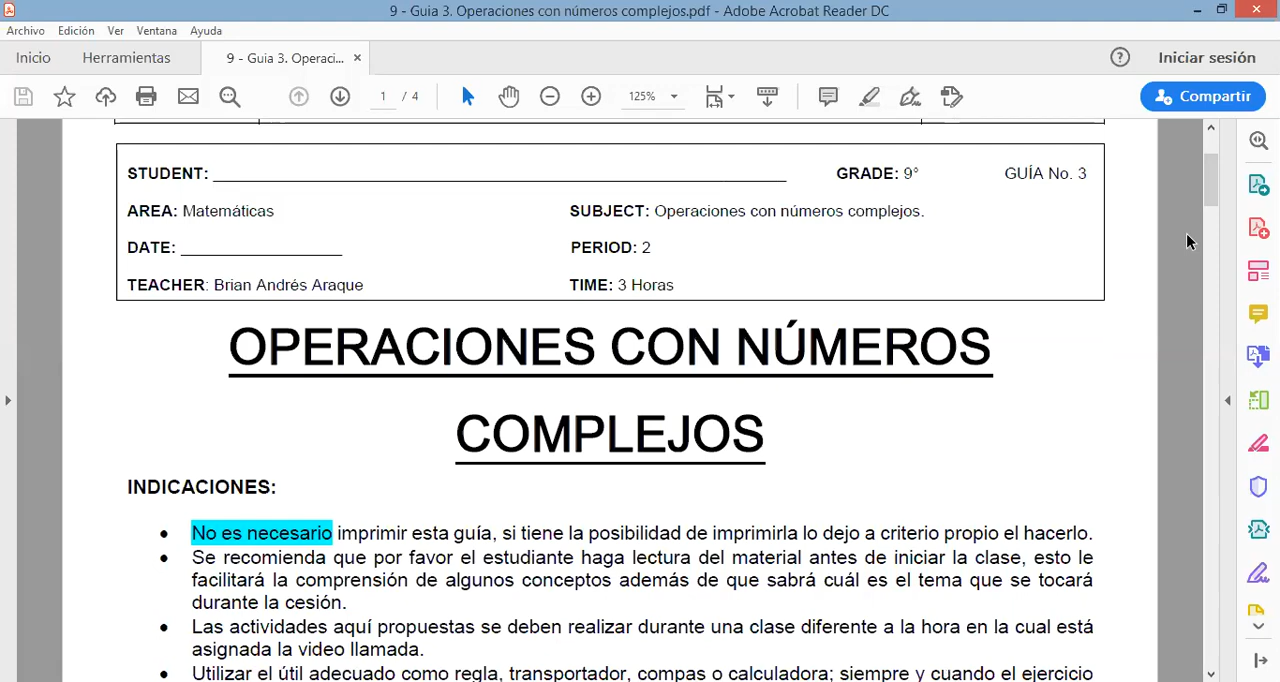 9 - Guia 3. Operaciones con números complejos.pdf - Adobe Acrobat Reader DC
Archivo Edición Ver Ventana Ayuda
Inicio Herramientas 9 - Guia 3. Operaci... × Iniciar sesión
1 / 4 125% Compartir
STUDENT: ____ GRADE: 9° GUÍA No. 3
AREA: Matemáticas SUBJECT: Operaciones con números complejos.
DATE: ____ PERIOD: 2
TEACHER: Brian Andrés Araque TIME: 3 Horas
OPERACIONES CON NÚMEROS
COMPLEJOS
INDICACIONES:
• No es necesario imprimir esta guía, si tiene la posibilidad de imprimirla lo dejo a criterio propio el hacerlo.
• Se recomienda que por favor el estudiante haga lectura del material antes de iniciar la clase, esto le
facilitará la comprensión de algunos conceptos además de que sabrá cuál es el tema que se tocará
durante la cesión.
• Las actividades aquí propuestas se deben realizar durante una clase diferente a la hora en la cual está
asignada la video llamada.
• Utilizar el útil adecuado como regla, transportador, compas o calculadora; siempre y cuando el ejercicio